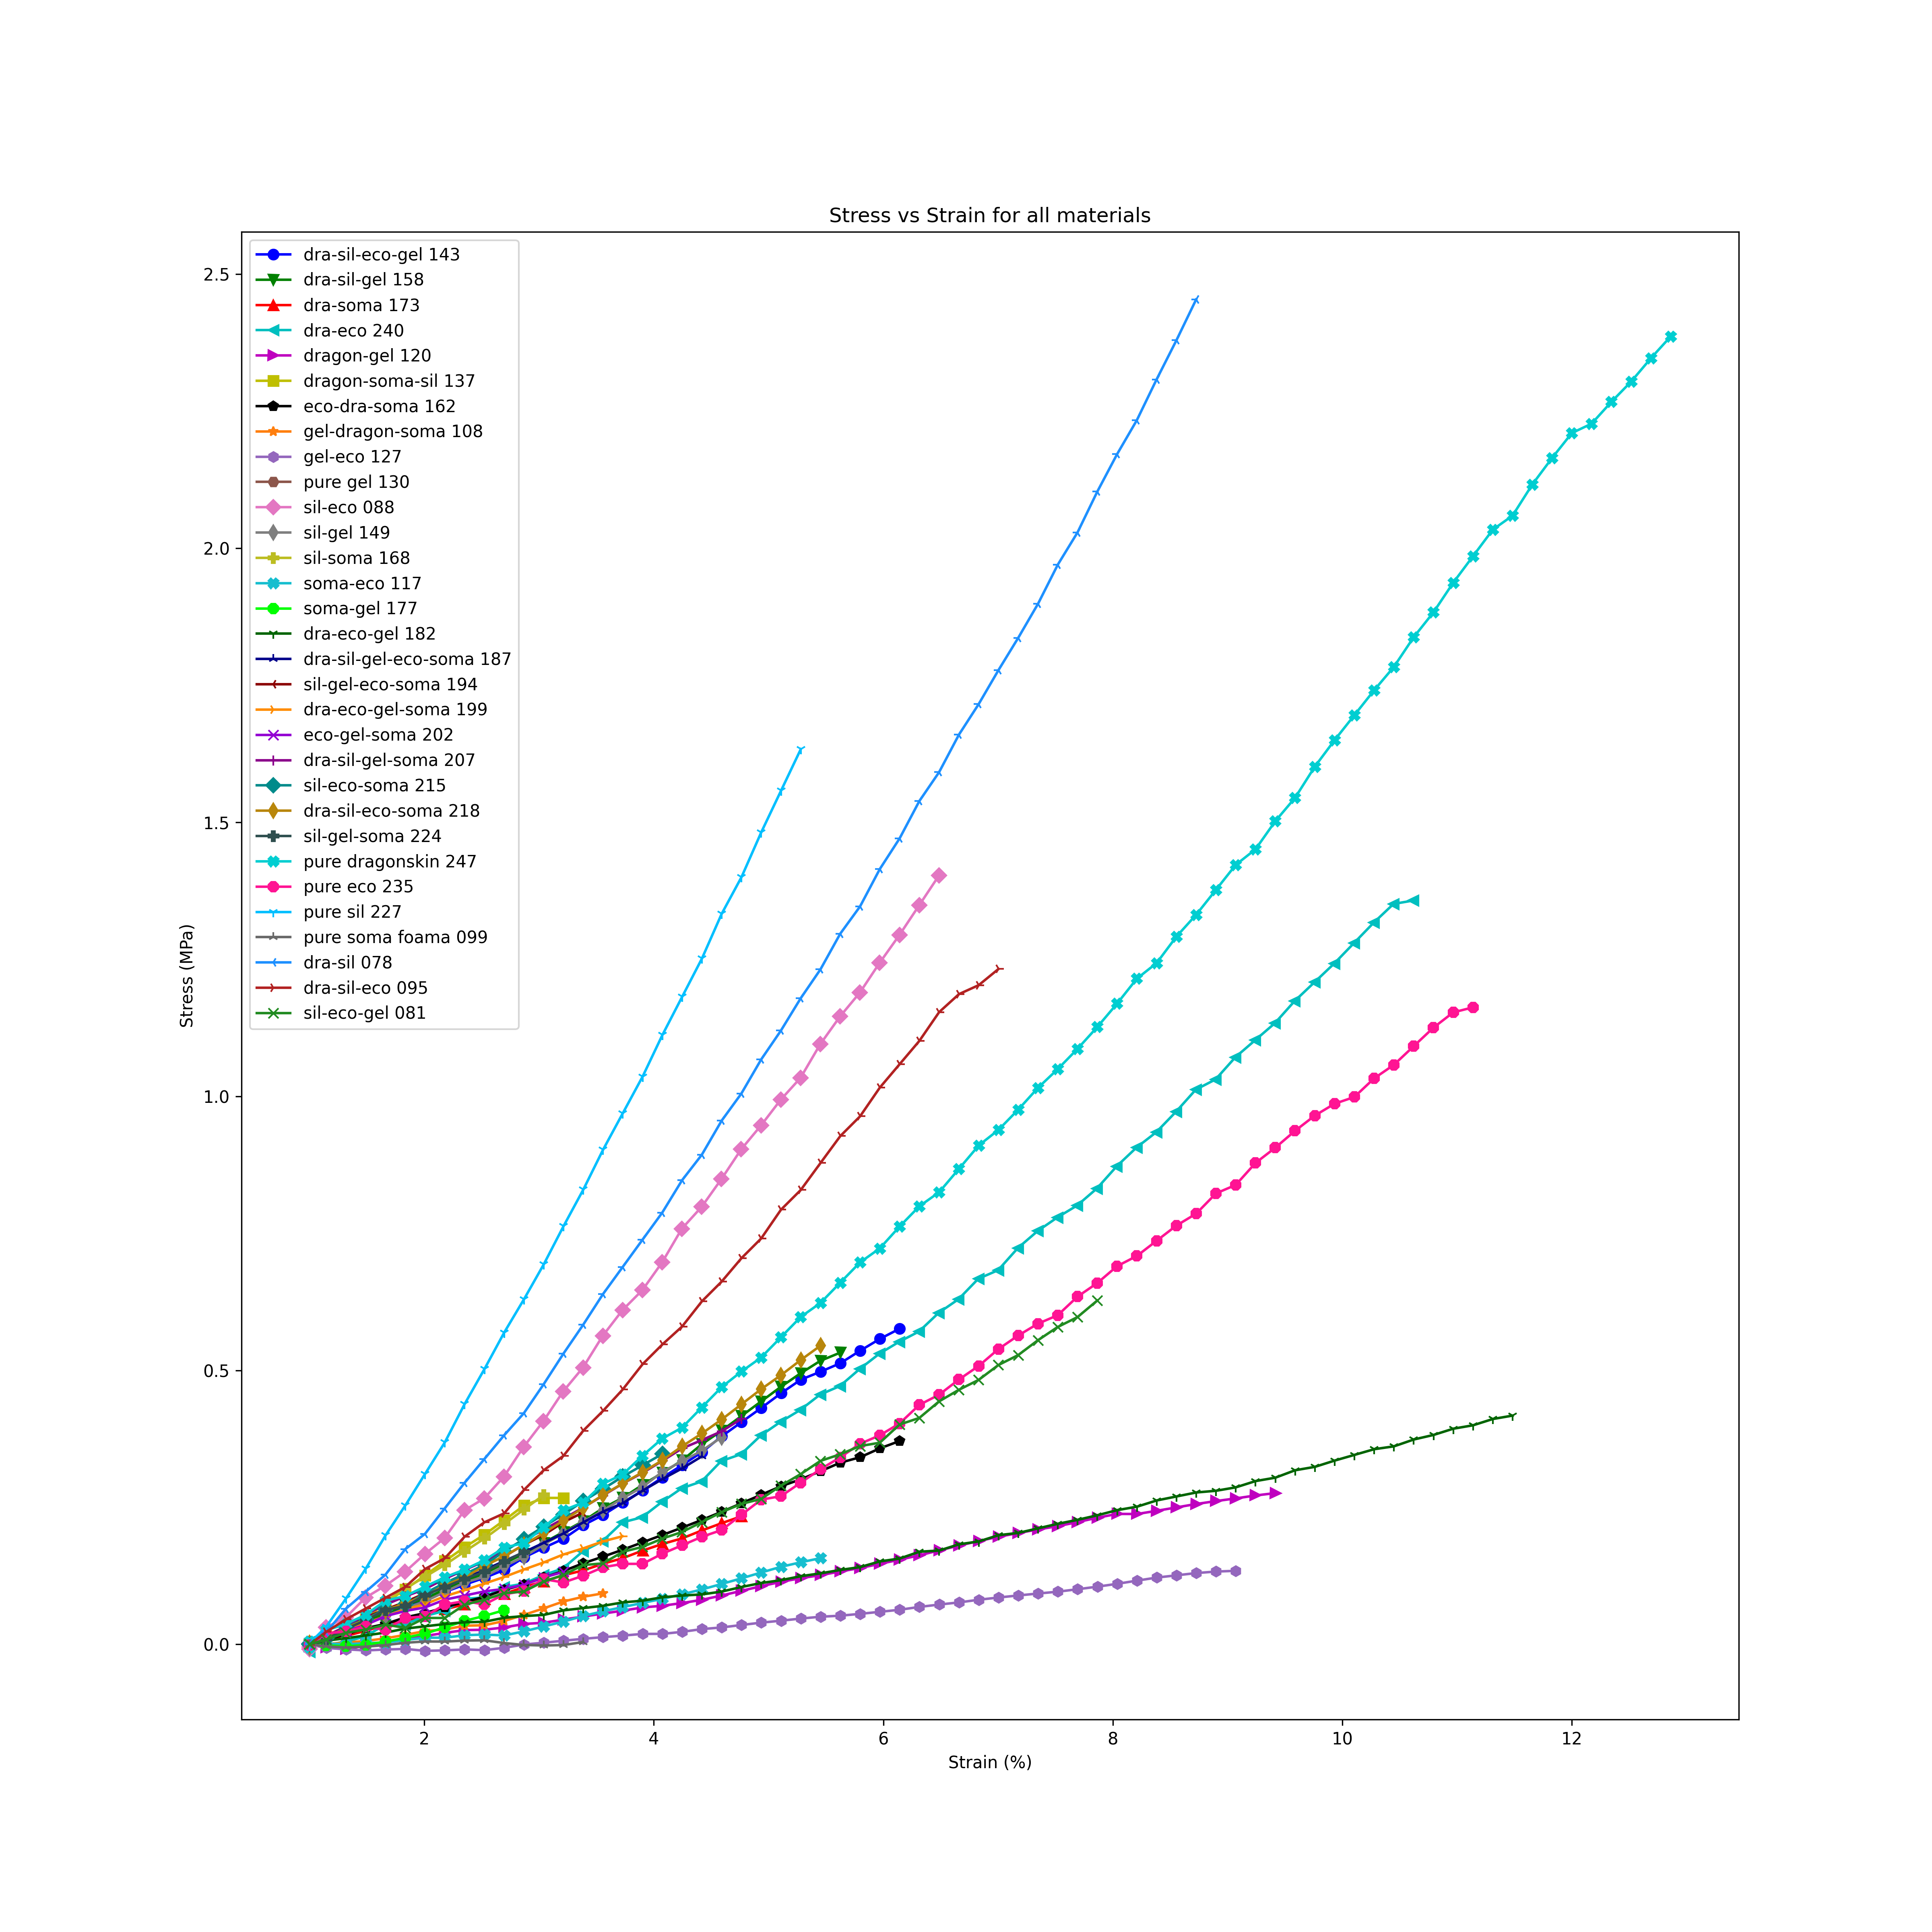 Stress vs Strain for all materials
dra-sil-eco-gel 143
dra-sil-gel 158
dra-soma 173
dra-eco 240
dragon-gel 120
dragon-soma-sil 137
eco-dra-soma 162
gel-dragon-soma 108
gel-eco 127
pure gel 130
sil-eco 088
sil-gel 149
sil-soma 168
soma-eco 117
soma-gel 177
dra-eco-gel 182
dra-sil-gel-eco-soma 187
sil-gel-eco-soma 194
dra-eco-gel-soma 199
eco-gel-soma 202
dra-sil-gel-soma 207
sil-eco-soma 215
dra-sil-eco-soma 218
sil-gel-soma 224
pure dragonskin 247
pure eco 235
pure sil 227
pure soma foama 099
dra-sil 078
dra-sil-eco 095
sil-eco-gel 081
Stress (MPa)
2.5
2.0
1.5
1.0
0.5
0.0
2 4 6 8 10 12
Strain (%)